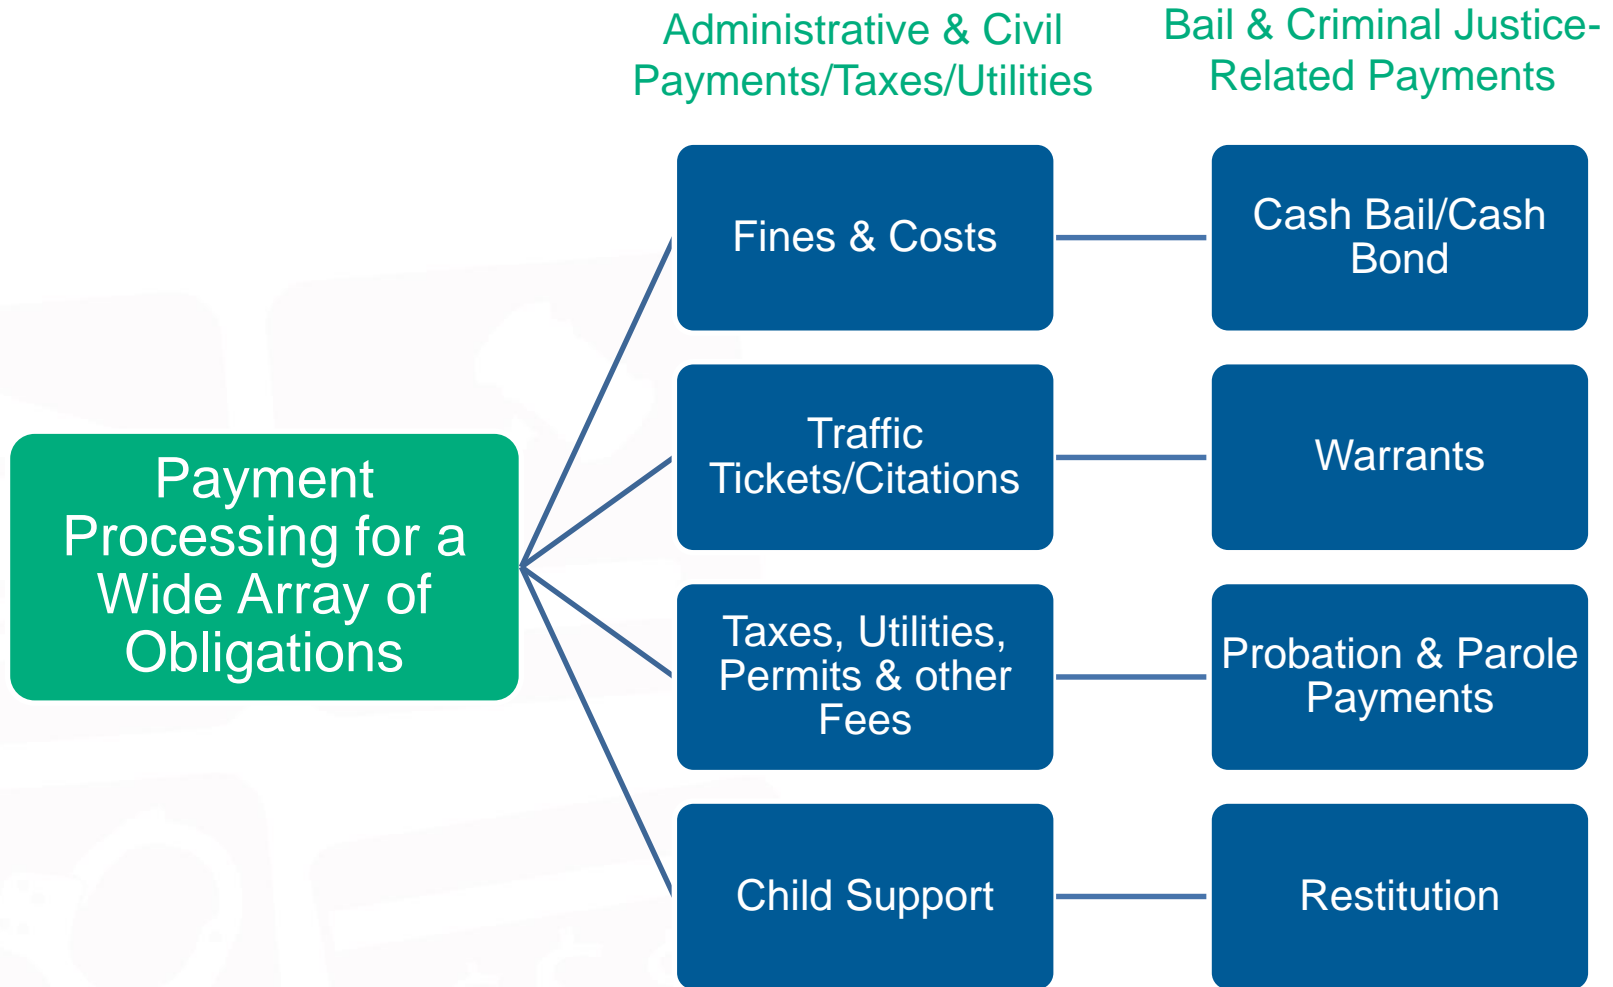 Administrative & Civil
Payments/Taxes/Utilities
Bail & Criminal Justice-
Related Payments
Payment
Processing for a
Wide Array of
Obligations
Fines & Costs
Cash Bail/Cash
Bond
Traffic
Tickets/Citations
Warrants
Taxes, Utilities,
Permits & other
Fees
Probation & Parole
Payments
Child Support
Restitution